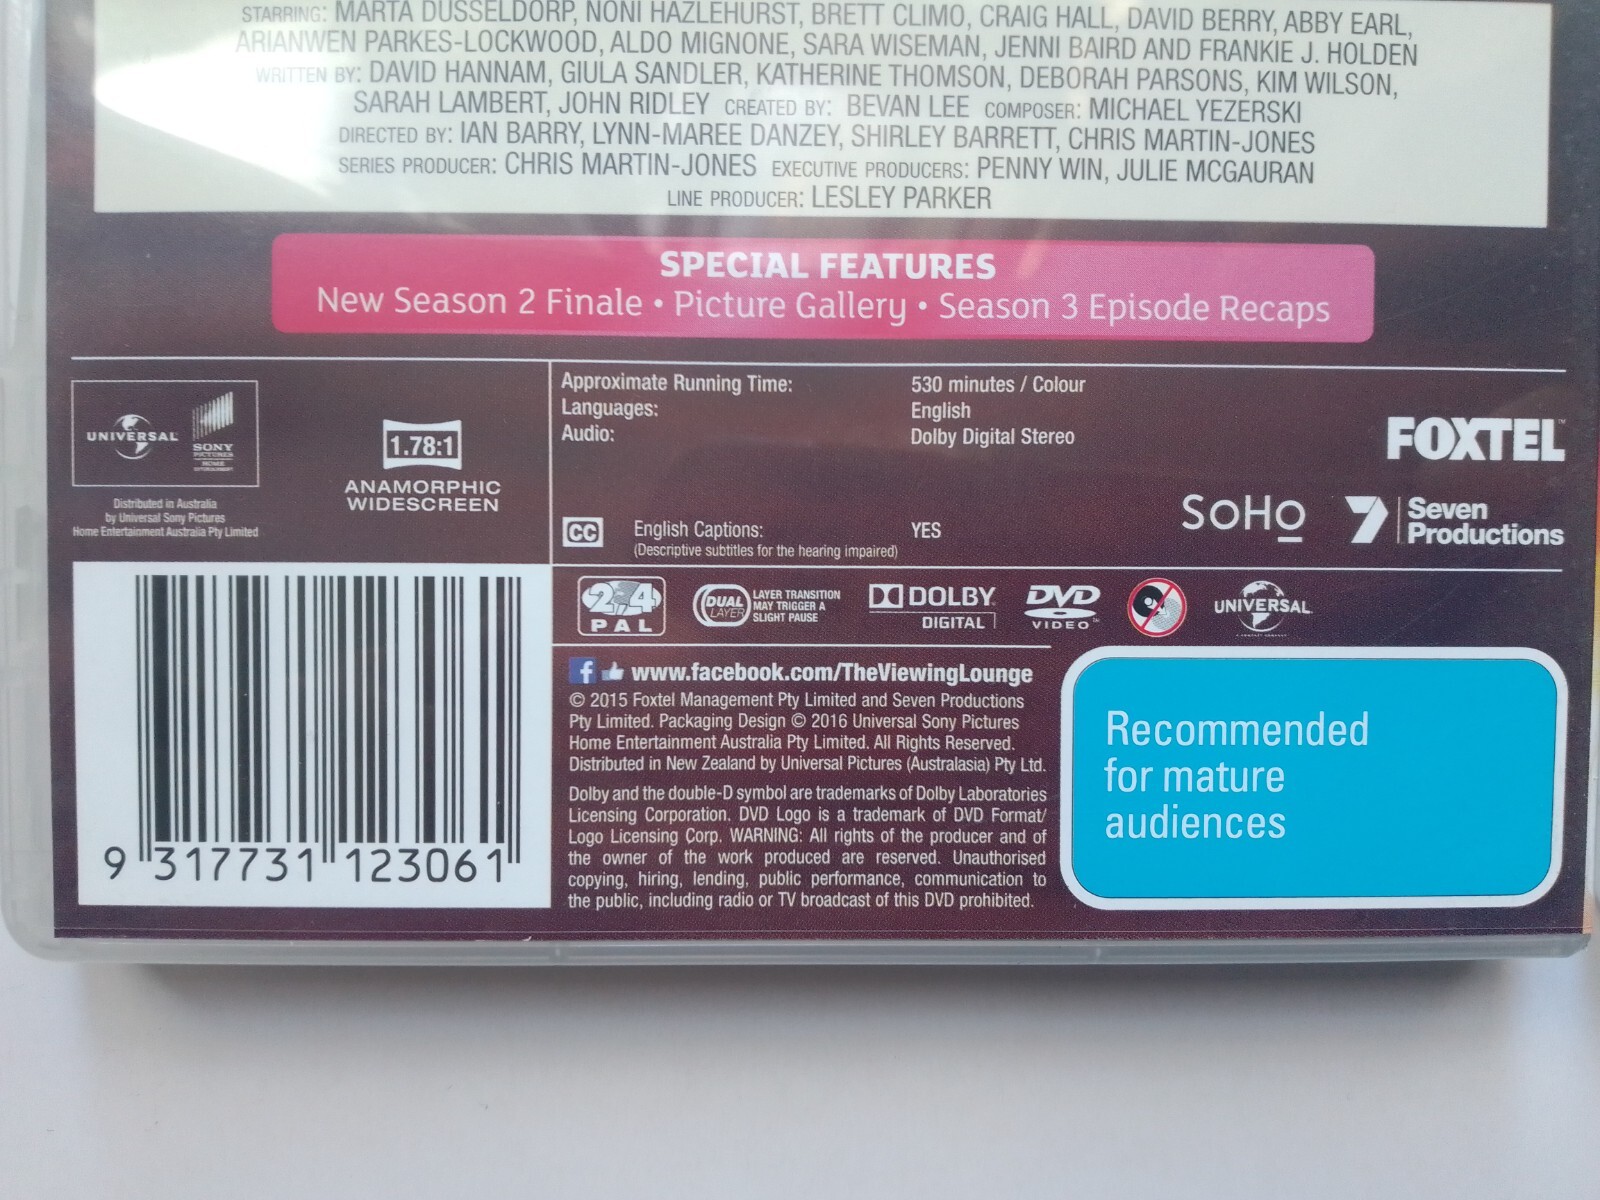 STARRING: MARTA DUSSELDORP, NONI HAZLEHURST, BRETT CLIMO, CRAIG HALL, DAVID BERRY, ABBY EARL,
ARIANWEN PARKES-LOCKWOOD, ALDO MIGNONE, SARA WISEMAN, JENNI BAIRD AND FRANKIE J. HOLDEN
WRITTEN BY: DAVID HANNAM, GIULA SANDLER, KATHERINE THOMSON, DEBORAH PARSONS, KIM WILSON,
SARAH LAMBERT, JOHN RIDLEY CREATED BY: BEVAN LEE COMPOSER: MICHAEL YEZERSKI
DIRECTED BY: IAN BARRY, LYNN-MAREE DANZEY, SHIRLEY BARRETT, CHRIS MARTIN-JONES
SERIES PRODUCER: CHRIS MARTIN-JONES EXECUTIVE PRODUCERS: PENNY WIN, JULIE MCGAURAN
LINE PRODUCER: LESLEY PARKER
SPECIAL FEATURES
New Season 2 Finale • Picture Gallery • Season 3 Episode Recaps
UNIVERSAL
SONY
PICTURES
HOME
ENTERTAINMENT
Distributed in Australia
by Universal Sony Pictures
Home Entertainment Australia Pty Limited
1.78:1
ANAMORPHIC
WIDESCREEN
Approximate Running Time: 530 minutes / Colour
Languages: English
Audio: Dolby Digital Stereo
CC English Captions: YES
(Descriptive subtitles for the hearing impaired)
FOXTEL™
SoHo
7 Seven
Productions
2 4
PAL
DUAL
LAYER
LAYER TRANSITION
MAY TRIGGER A
SLIGHT PAUSE
DOLBY
DIGITAL
DVD
VIDEO
UNIVERSAL
f www.facebook.com/TheViewingLounge
© 2015 Foxtel Management Pty Limited and Seven Productions
Pty Limited. Packaging Design © 2016 Universal Sony Pictures
Home Entertainment Australia Pty Limited. All Rights Reserved.
Distributed in New Zealand by Universal Pictures (Australasia) Pty Ltd.
Dolby and the double-D symbol are trademarks of Dolby Laboratories
Licensing Corporation. DVD Logo is a trademark of DVD Format/
Logo Licensing Corp. WARNING: All rights of the producer and of
the owner of the work produced are reserved. Unauthorised
copying, hiring, lending, public performance, communication to
the public, including radio or TV broadcast of this DVD prohibited.
Recommended
for mature
audiences
9 317731 123061